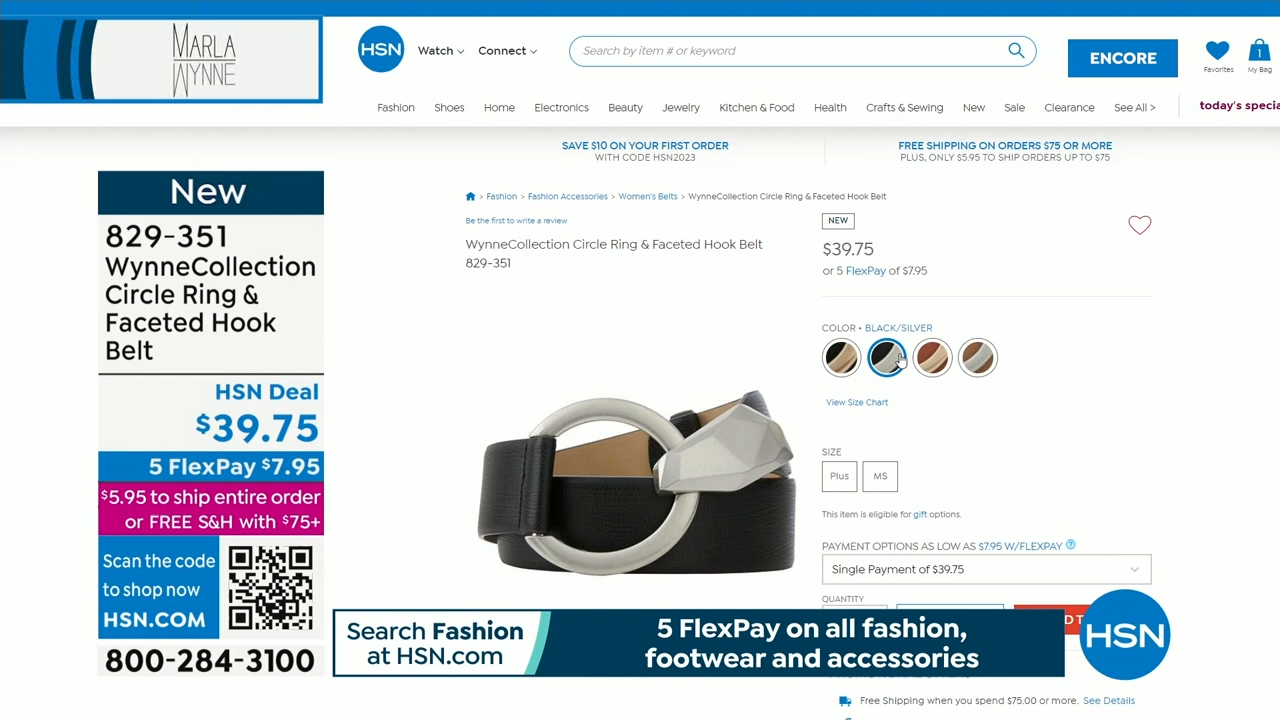 MARLA
WYNNE
HSN
Watch
Connect
Search by item # or keyword
ENCORE
Favorites
1
My Bag
Fashion
Shoes
Home
Electronics
Beauty
Jewelry
Kitchen & Food
Health
Crafts & Sewing
New
Sale
Clearance
See All >
today's specia
SAVE $10 ON YOUR FIRST ORDER
WITH CODE HSN2023
FREE SHIPPING ON ORDERS $75 OR MORE
PLUS, ONLY $5.95 TO SHIP ORDERS UP TO $75
New
829-351
WynneCollection
Circle Ring &
Faceted Hook
Belt
HSN Deal
$39.75
5 FlexPay $7.95
$5.95 to ship entire order
or FREE S&H with $75+
Scan the code
to shop now
HSN.COM
800-284-3100
> Fashion > Fashion Accessories > Women's Belts > WynneCollection Circle Ring & Faceted Hook Belt
Be the first to write a review
WynneCollection Circle Ring & Faceted Hook Belt
829-351
NEW
$39.75
or 5 FlexPay of $7.95
COLOR • BLACK/SILVER
View Size Chart
SIZE
Plus
MS
This item is eligible for gift options.
PAYMENT OPTIONS AS LOW AS $7.95 W/FLEXPAY ?
Single Payment of $39.75
QUANTITY
Search Fashion
at HSN.com
5 FlexPay on all fashion,
footwear and accessories
HSN
Free Shipping when you spend $75.00 or more. See Details